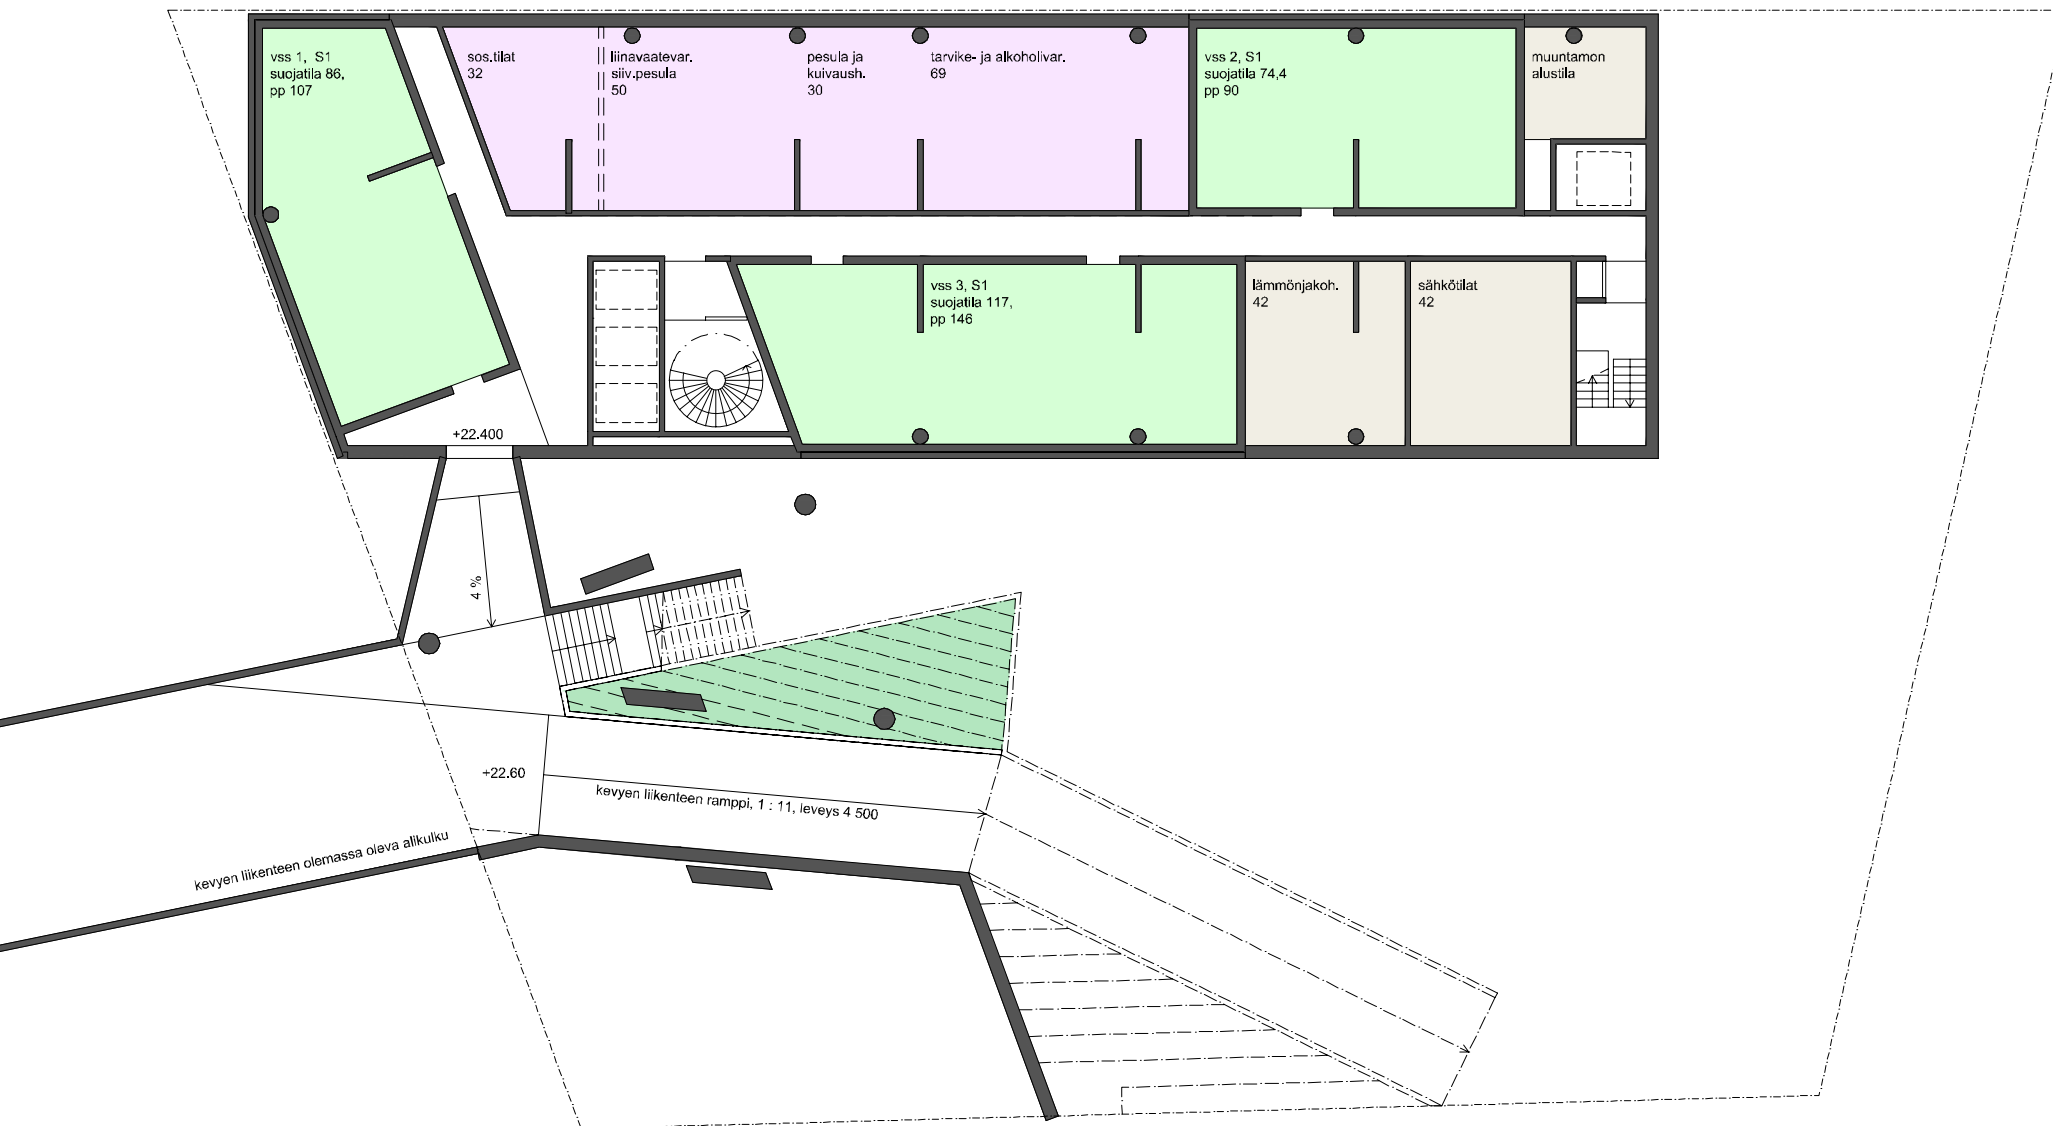 vss 1, S1
suojatila 86,
pp 107
sos.tilat
32
liinavaatevar.
siiv.pesula
50
pesula ja
kuivaush.
30
tarvike- ja alkoholivar.
69
vss 2, S1
suojatila 74,4
pp 90
muuntamon
alustila
vss 3, S1
suojatila 117,
pp 146
lämmönjakoh.
42
sähkötilat
42
+22.400
4 %
+22.60
kevyen liikenteen ramppi, 1 : 11, leveys 4 500
kevyen liikenteen olemassa oleva alikulku